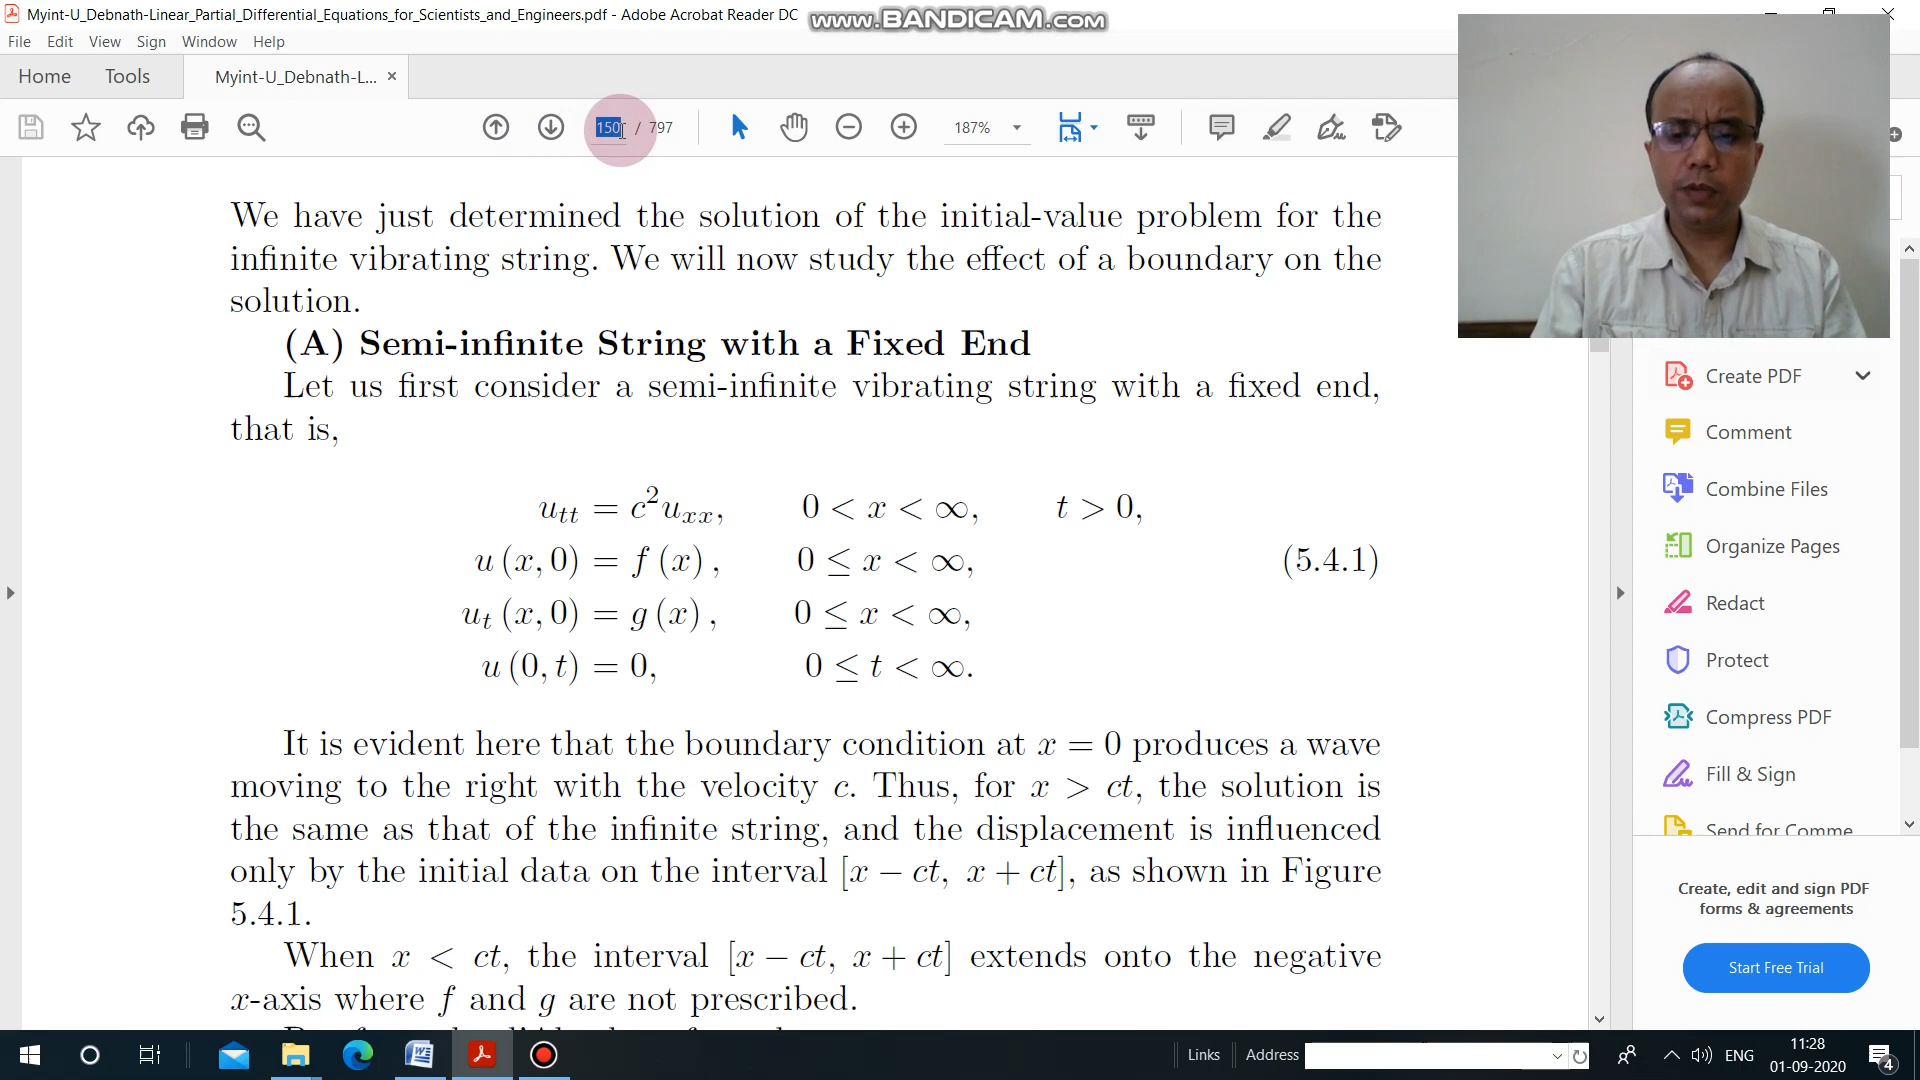 Myint-U_Debnath-Linear_Partial_Differential_Equations_for_Scientists_and_Engineers.pdf - Adobe Acrobat Reader DC
www.BANDICAM.com
File Edit View Sign Window Help
Home Tools Myint-U_Debnath-L... ×
150 / 797 187%
We have just determined the solution of the initial-value problem for the
infinite vibrating string. We will now study the effect of a boundary on the
solution.
(A) Semi-infinite String with a Fixed End
Let us first consider a semi-infinite vibrating string with a fixed end,
that is,
uₜₜ = c²uₓₓ, 0 < x < ∞, t > 0,
u (x, 0) = f (x) , 0 ≤ x < ∞, (5.4.1)
uₜ (x, 0) = g (x) , 0 ≤ x < ∞,
u (0, t) = 0, 0 ≤ t < ∞.
It is evident here that the boundary condition at x = 0 produces a wave
moving to the right with the velocity c. Thus, for x > ct, the solution is
the same as that of the infinite string, and the displacement is influenced
only by the initial data on the interval [x − ct, x + ct], as shown in Figure
5.4.1.
When x < ct, the interval [x − ct, x + ct] extends onto the negative
x-axis where f and g are not prescribed.
Create PDF
Comment
Combine Files
Organize Pages
Redact
Protect
Compress PDF
Fill & Sign
Send for Comme
Create, edit and sign PDF
forms & agreements
Start Free Trial
Links Address ENG
11:28
01-09-2020
4